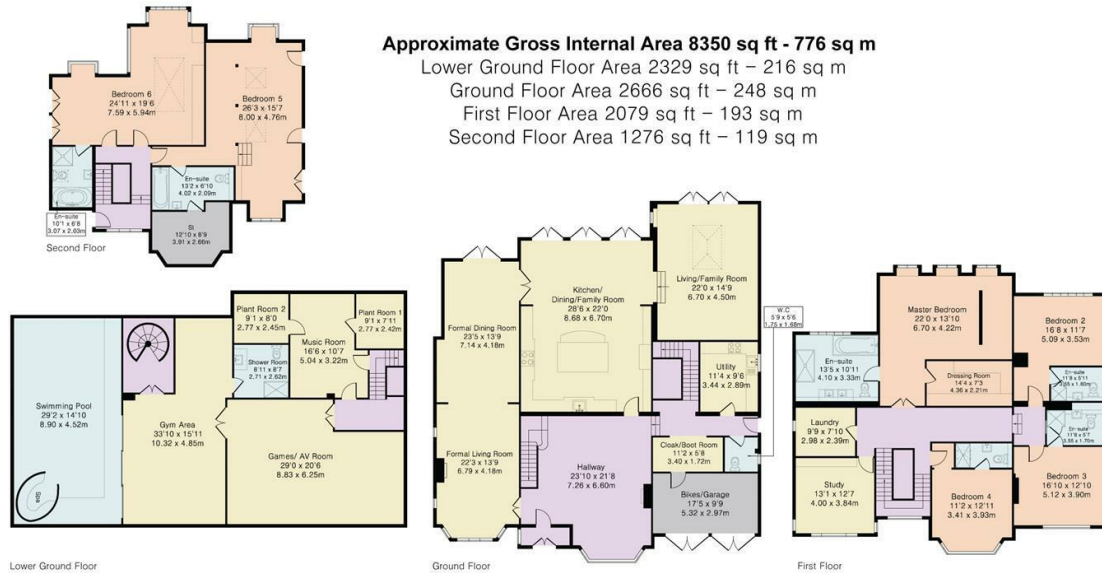 Approximate Gross Internal Area 8350 sq ft - 776 sq m
Lower Ground Floor Area 2329 sq ft – 216 sq m
Ground Floor Area 2666 sq ft – 248 sq m
First Floor Area 2079 sq ft – 193 sq m
Second Floor Area 1276 sq ft – 119 sq m
Bedroom 6
24'11 x 19'6
7.59 x 5.94m
Bedroom 5
26'3 x 15'7
8.00 x 4.76m
En-suite
13'2 x 6'10
4.02 x 2.09m
En-suite
10'1 x 6'8
3.07 x 2.03m
St
12'10 x 8'9
3.91 x 2.66m
Second Floor
Plant Room 2
9'1 x 8'0
2.77 x 2.45m
Plant Room 1
9'1 x 7'11
2.77 x 2.42m
Music Room
16'6 x 10'7
5.04 x 3.22m
Shower Room
8'11 x 8'7
2.71 x 2.62m
Swimming Pool
29'2 x 14'10
8.90 x 4.52m
Gym Area
33'10 x 15'11
10.32 x 4.85m
Games/ AV Room
29'0 x 20'6
8.83 x 6.25m
Spa
Lower Ground Floor
Living/Family Room
22'0 x 14'9
6.70 x 4.50m
Kitchen/
Dining/Family Room
28'6 x 22'0
8.68 x 6.70m
Formal Dining Room
23'5 x 13'9
7.14 x 4.18m
W.C
5'9 x 5'6
1.75 x 1.68m
Utility
11'4 x 9'6
3.44 x 2.89m
Cloak/Boot Room
11'2 x 5'8
3.40 x 1.72m
Formal Living Room
22'3 x 13'9
6.79 x 4.18m
Hallway
23'10 x 21'8
7.26 x 6.60m
Bikes/Garage
17'5 x 9'9
5.32 x 2.97m
Ground Floor
Master Bedroom
22'0 x 13'10
6.70 x 4.22m
Bedroom 2
16'8 x 11'7
5.09 x 3.53m
En-suite
13'5 x 10'11
4.10 x 3.33m
Dressing Room
14'4 x 7'3
4.36 x 2.21m
En-suite
En-suite
Laundry
9'9 x 7'10
2.98 x 2.39m
Study
13'1 x 12'7
4.00 x 3.84m
Bedroom 4
11'2 x 12'11
3.41 x 3.93m
Bedroom 3
16'10 x 12'10
5.12 x 3.90m
First Floor